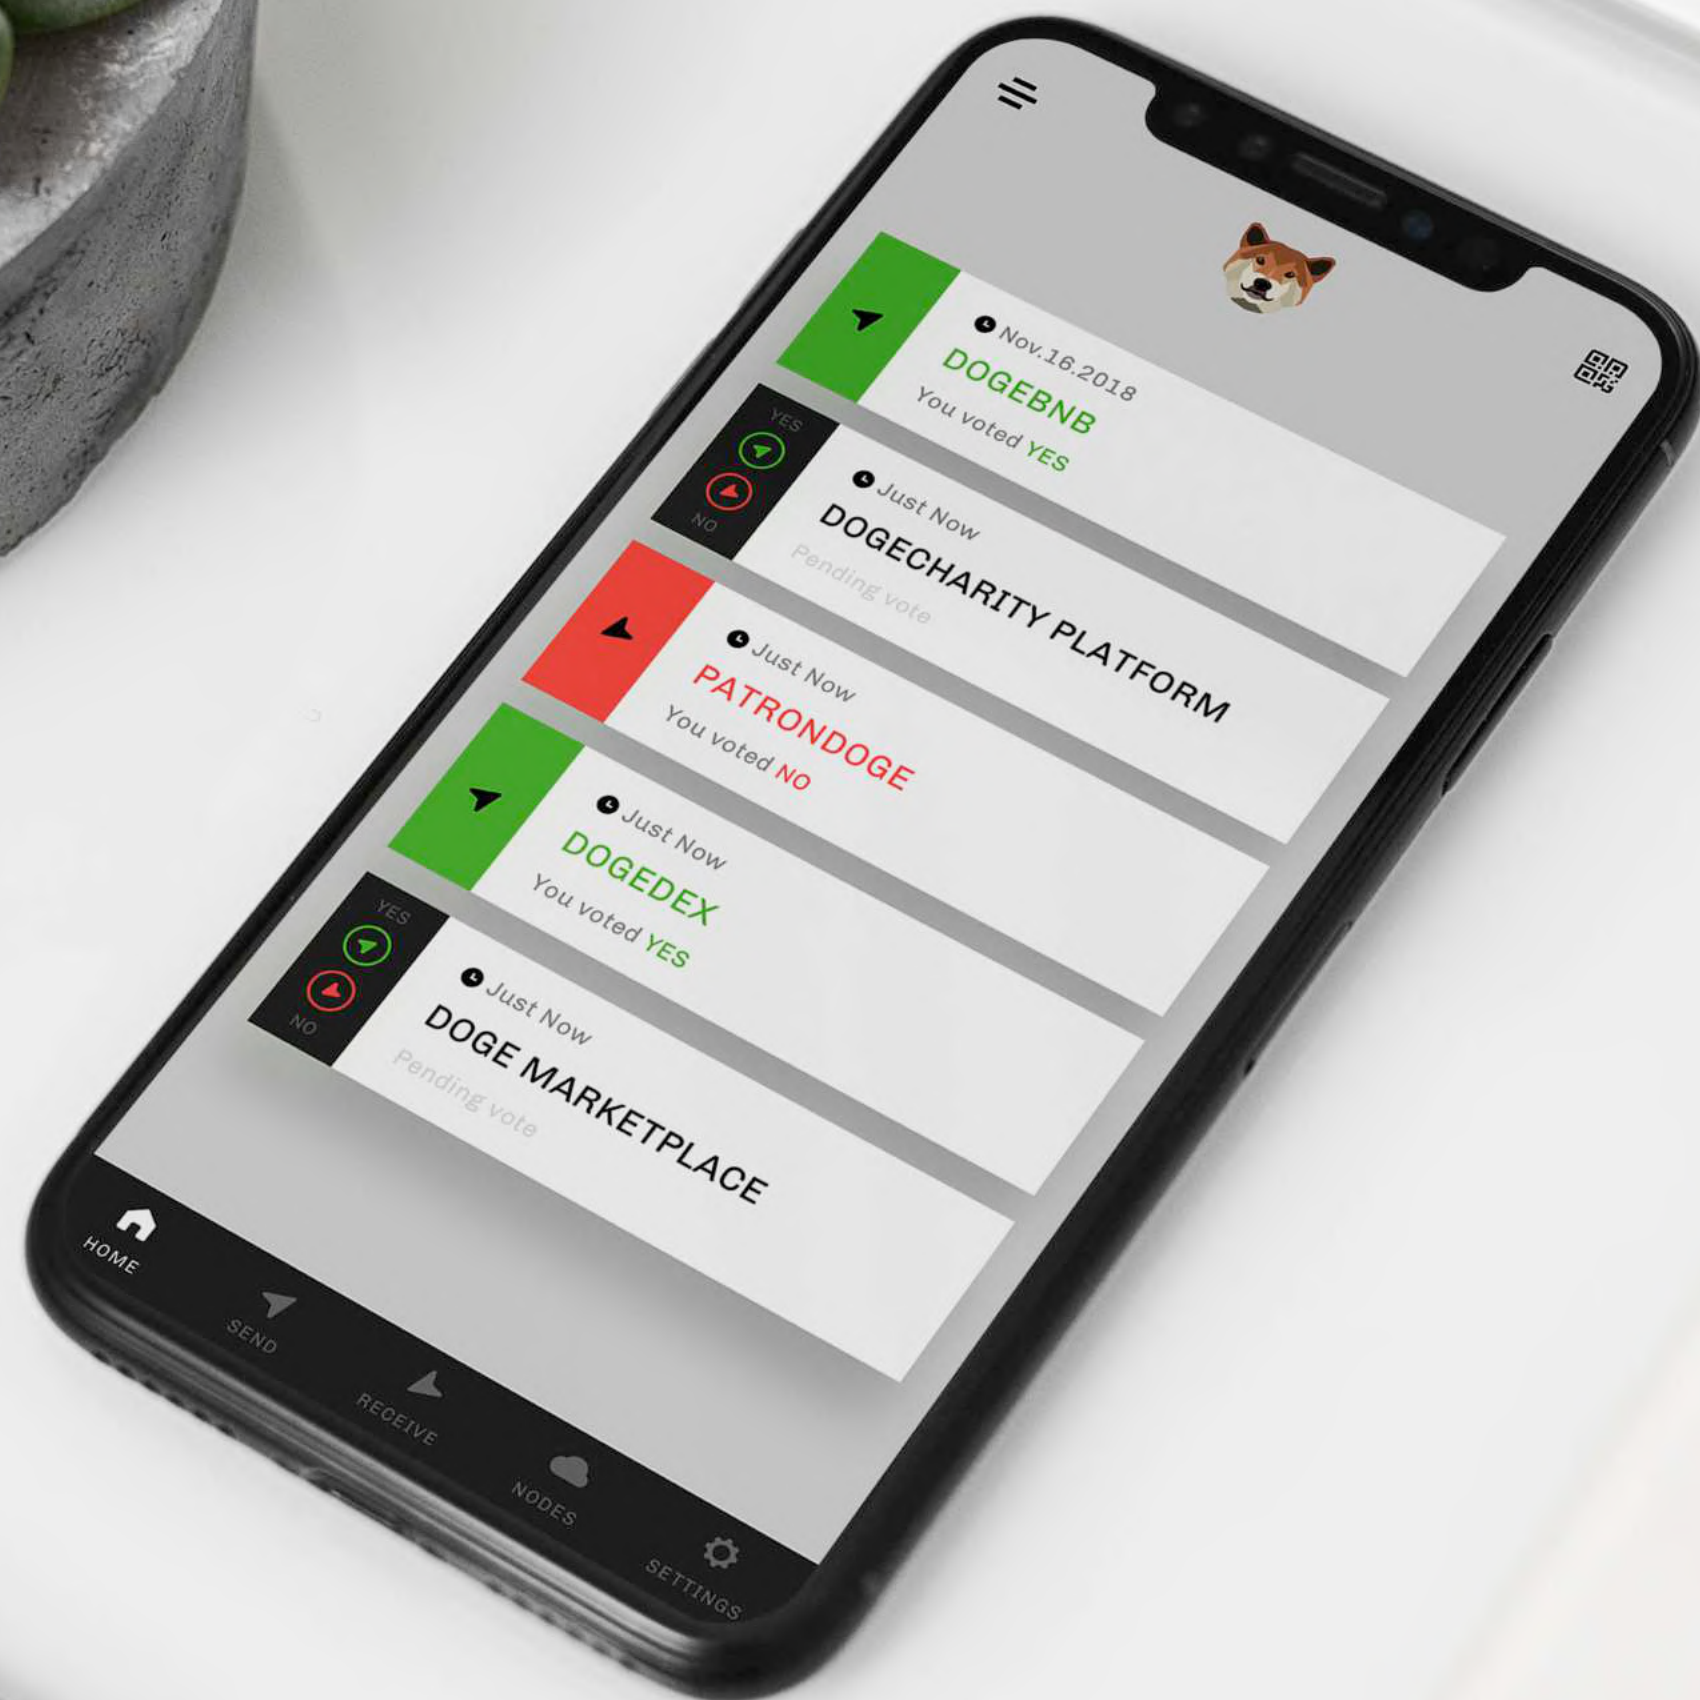 Nov.16.2018
DOGEBNB
You voted YES
YES
NO
Just Now
DOGECHARITY PLATFORM
Pending vote
Just Now
PATRONDOGE
You voted NO
Just Now
DOGEDEX
You voted YES
YES
NO
Just Now
DOGE MARKETPLACE
Pending vote
HOME
SEND
RECEIVE
NODES
SETTINGS